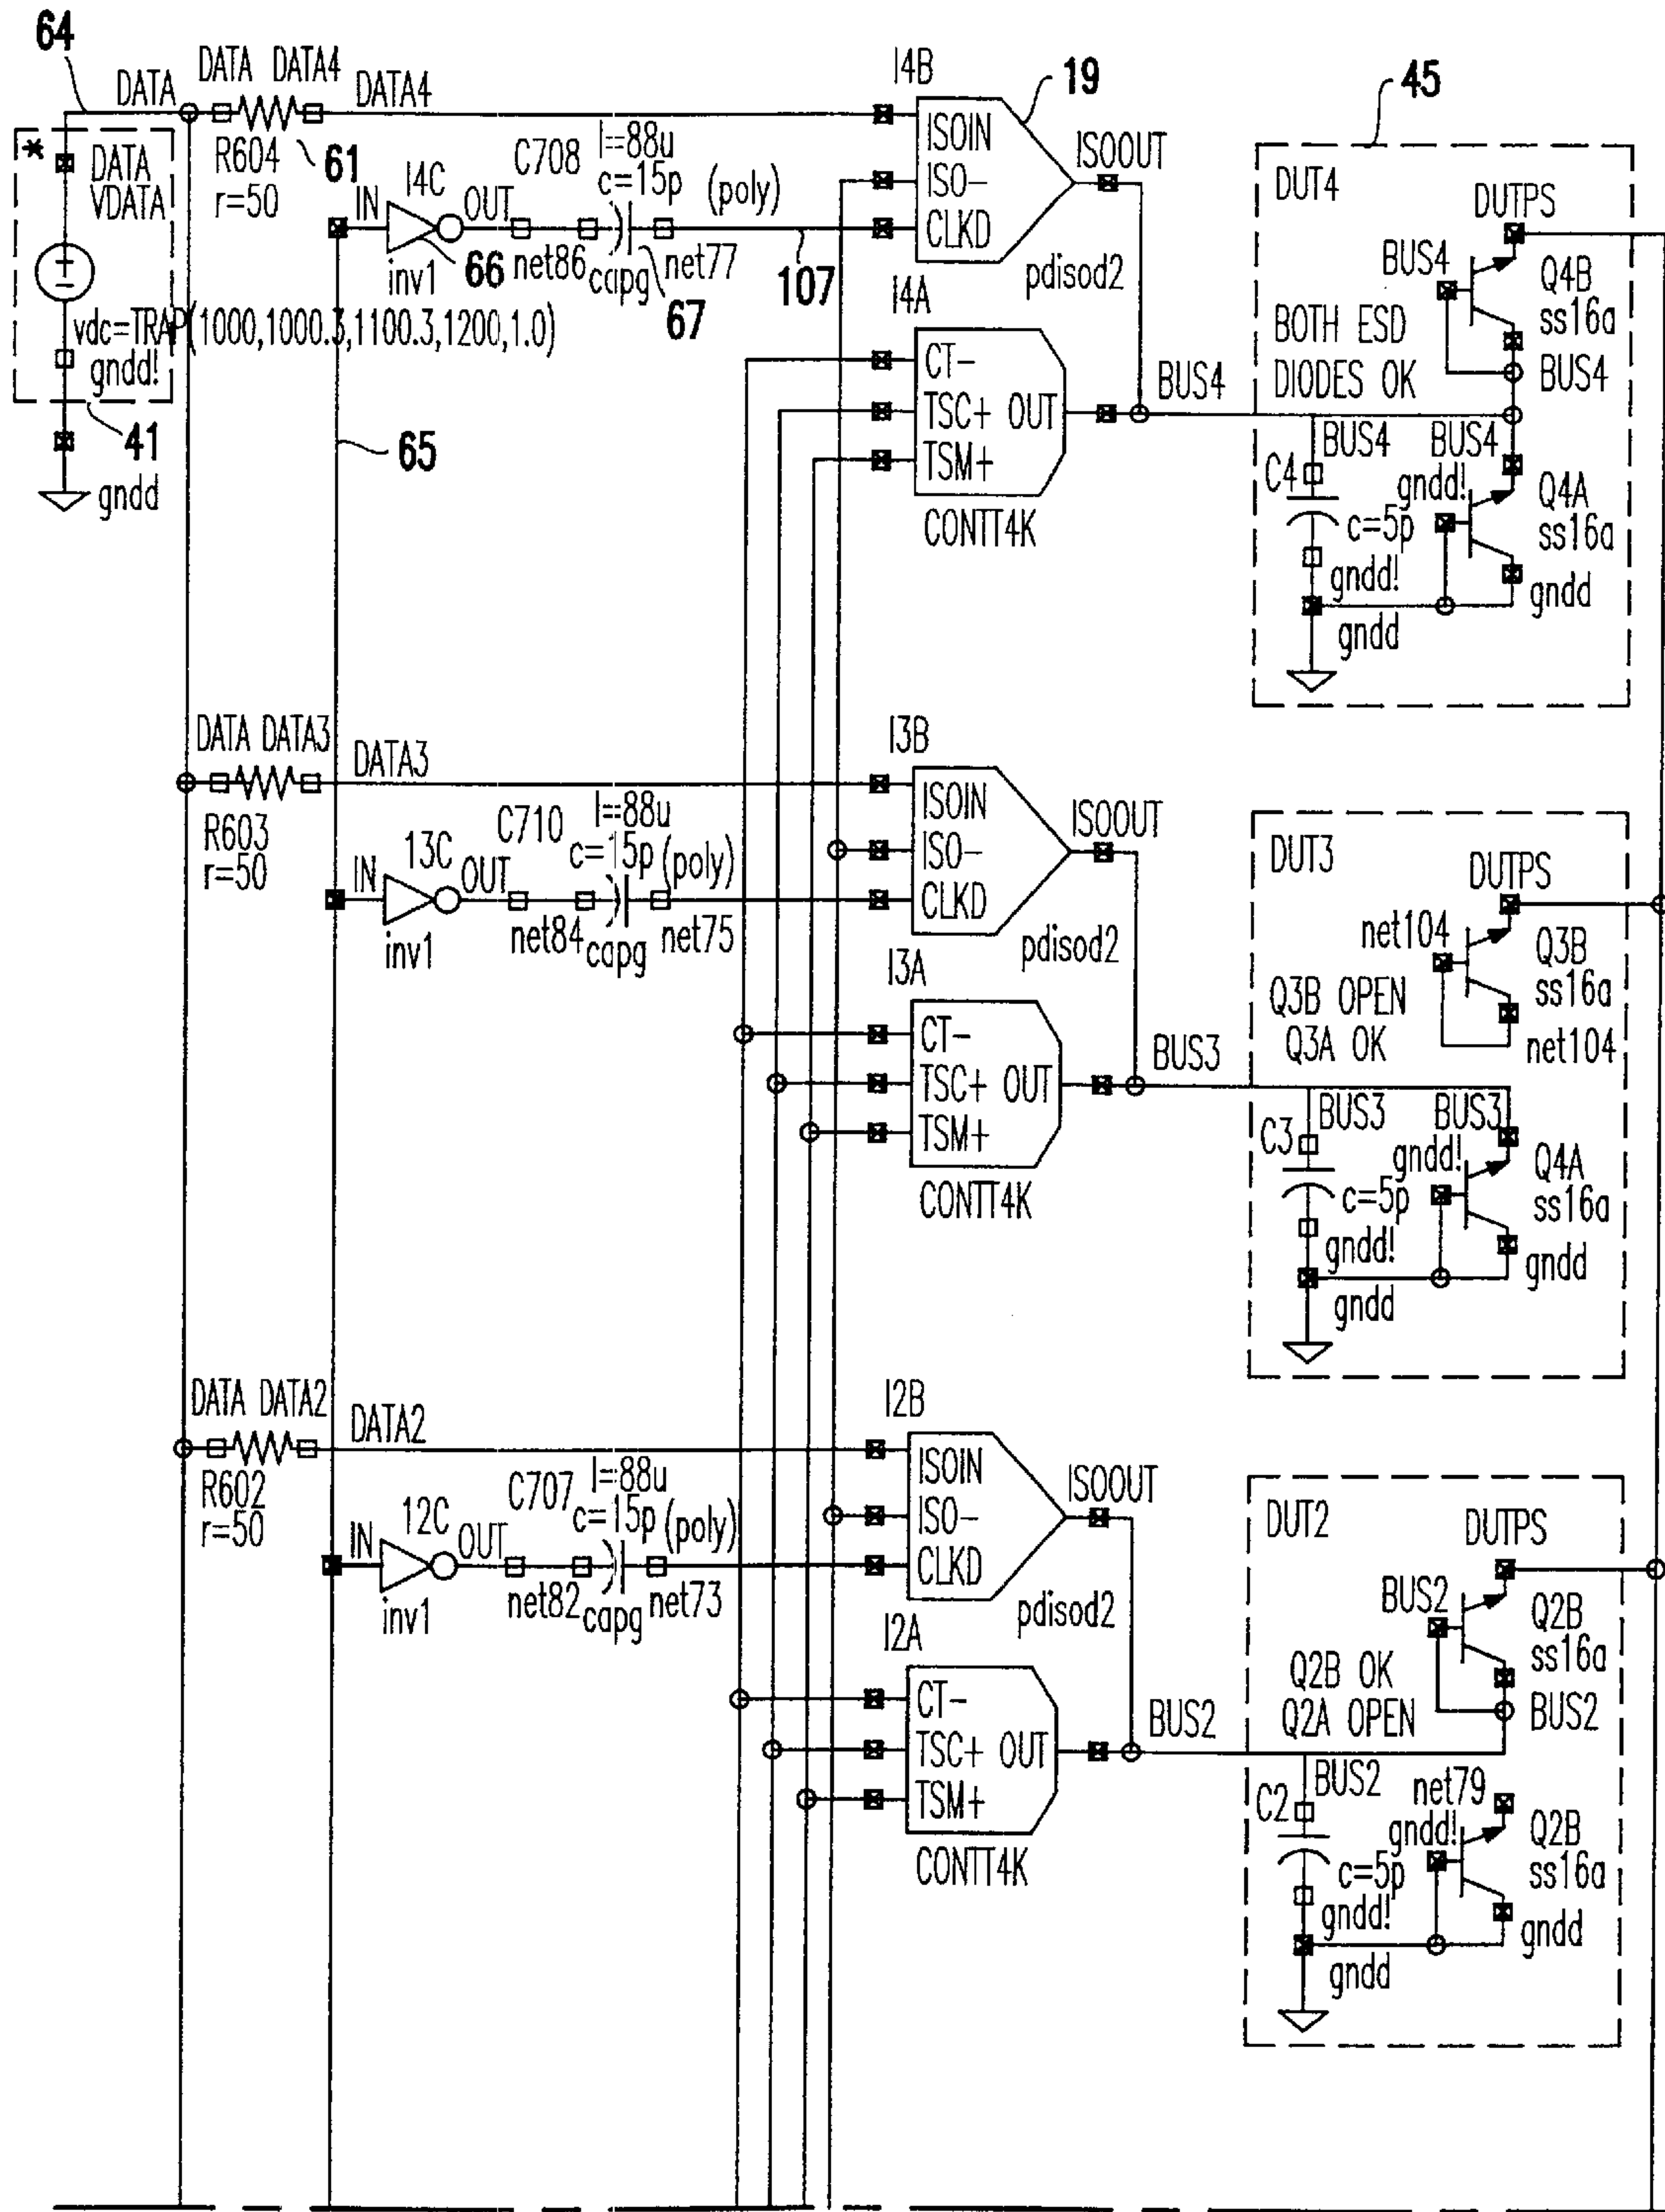 64
DATA
DATA DATA4
DATA4
R604
r=50
61
*
DATA
VDATA
vdc=TRAP(1000,1000.3,1100.3,1200,1.0)
gndd!
41
gndd
65
IN
I4C
OUT
inv1
66
net86
C708
l=88u
c=15p
(poly)
capg
67
net77
107
I4B
19
ISOIN
ISO-
CLKD
ISOOUT
pdisod2
I4A
CT-
TSC+ OUT
TSM+
CONTT4K
BUS4
45
DUT4
DUTPS
BUS4
Q4B
ss16a
BOTH ESD
DIODES OK
BUS4
BUS4
BUS4
C4
c=5p
gndd!
Q4A
ss16a
gndd!
gndd
gndd
DATA DATA3
DATA3
R603
r=50
IN
13C
OUT
inv1
net84
C710
l=88u
c=15p
(poly)
capg
net75
I3B
ISOIN
ISO-
CLKD
ISOOUT
pdisod2
I3A
CT-
TSC+ OUT
TSM+
CONTT4K
BUS3
DUT3
DUTPS
net104
Q3B
ss16a
Q3B OPEN
Q3A OK
net104
BUS3
BUS3
C3
c=5p
gndd!
Q4A
ss16a
gndd!
gndd
gndd
DATA DATA2
DATA2
R602
r=50
IN
12C
OUT
inv1
net82
C707
l=88u
c=15p
(poly)
capg
net73
I2B
ISOIN
ISO-
CLKD
ISOOUT
pdisod2
I2A
CT-
TSC+ OUT
TSM+
CONTT4K
BUS2
DUT2
DUTPS
BUS2
Q2B
ss16a
Q2B OK
Q2A OPEN
BUS2
BUS2
net79
C2
c=5p
gndd!
Q2B
ss16a
gndd!
gndd
gndd